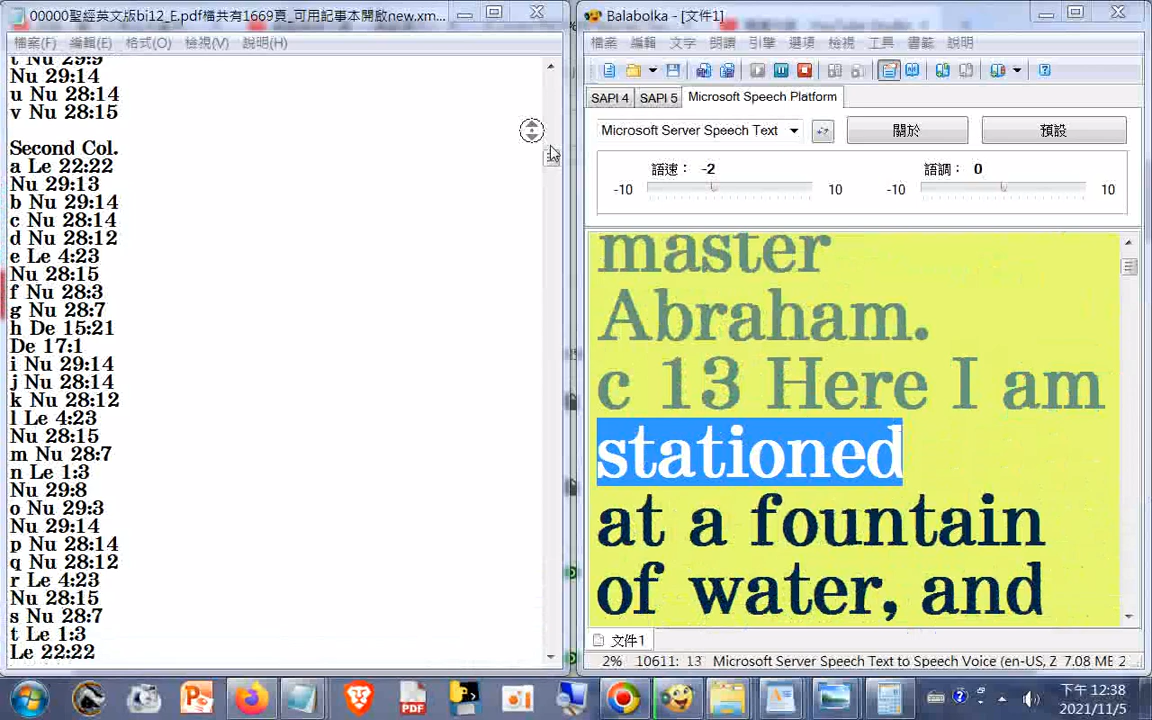 00000聖經英文版bi12_E.pdf檔共有1669頁_可用記事本開啟new.xm...
檔案(F) 編輯(E) 格式(O) 檢視(V) 說明(H)
t Nu 29:9
Nu 29:14
u Nu 28:14
v Nu 28:15
Second Col.
a Le 22:22
Nu 29:13
b Nu 29:14
c Nu 28:14
d Nu 28:12
e Le 4:23
Nu 28:15
f Nu 28:3
g Nu 28:7
h De 15:21
De 17:1
i Nu 29:14
j Nu 28:14
k Nu 28:12
l Le 4:23
Nu 28:15
m Nu 28:7
n Le 1:3
Nu 29:8
o Nu 29:3
Nu 29:14
p Nu 28:14
q Nu 28:12
r Le 4:23
Nu 28:15
s Nu 28:7
t Le 1:3
Le 22:22
Balabolka - [文件1]
檔案 編輯 文字 朗讀 引擎 選項 檢視 工具 書籤 說明
SAPI 4 SAPI 5 Microsoft Speech Platform
Microsoft Server Speech Text 關於 預設
語速： -2 語調： 0
-10 10 -10 10
master
Abraham.
c 13 Here I am
stationed
at a fountain
of water, and
文件1
2% 10611: 13 Microsoft Server Speech Text to Speech Voice (en-US, Z 7.08 MB 2
PDF
下午 12:38
2021/11/5